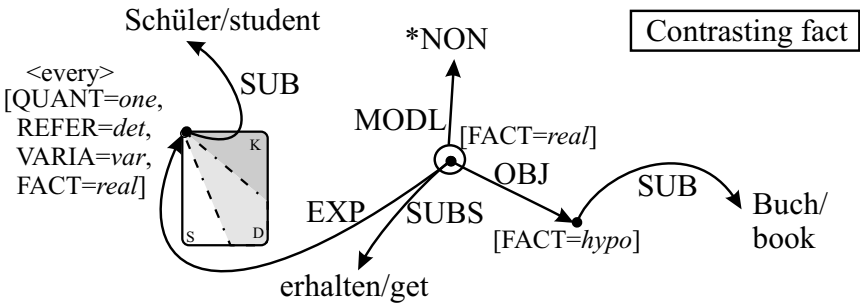 Schüler/student
*NON
Contrasting fact
<every>
[QUANT=one,
REFER=det,
VARIA=var,
FACT=real]
SUB
K
S
D
MODL
[FACT=real]
OBJ
SUB
EXP
SUBS
[FACT=hypo]
Buch/
book
erhalten/get